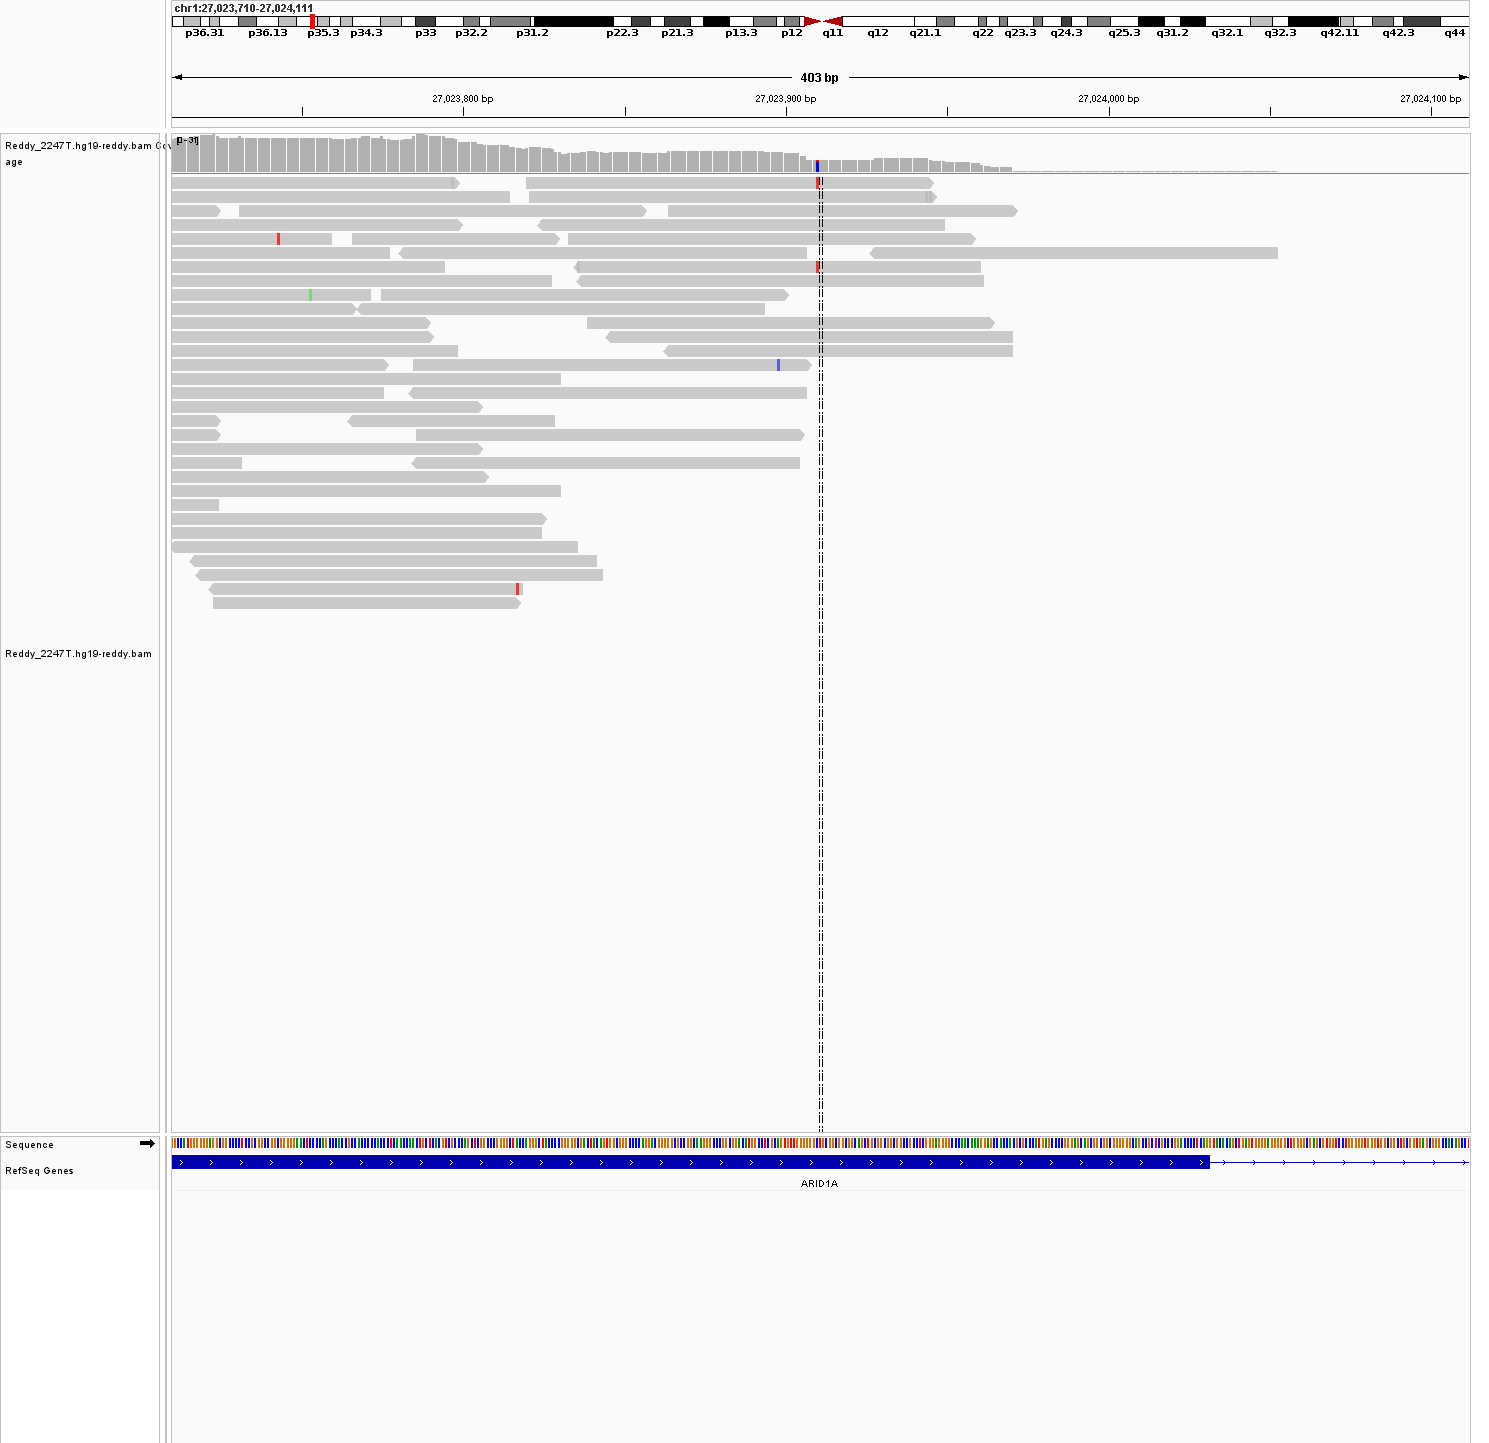 chr1:27,023,710-27,024,111
p36.31 p36.13 p35.3 p34.3 p33 p32.2 p31.2 p22.3 p21.3 p13.3 p12 q11 q12 q21.1 q22 q23.3 q24.3 q25.3 q31.2 q32.1 q32.3 q42.11 q42.3 q44
403 bp
27,023,800 bp 27,023,900 bp 27,024,000 bp 27,024,100 bp
Reddy_2247T.hg19-reddy.bam Cov
age
Reddy_2247T.hg19-reddy.bam
Sequence
RefSeq Genes
ARID1A